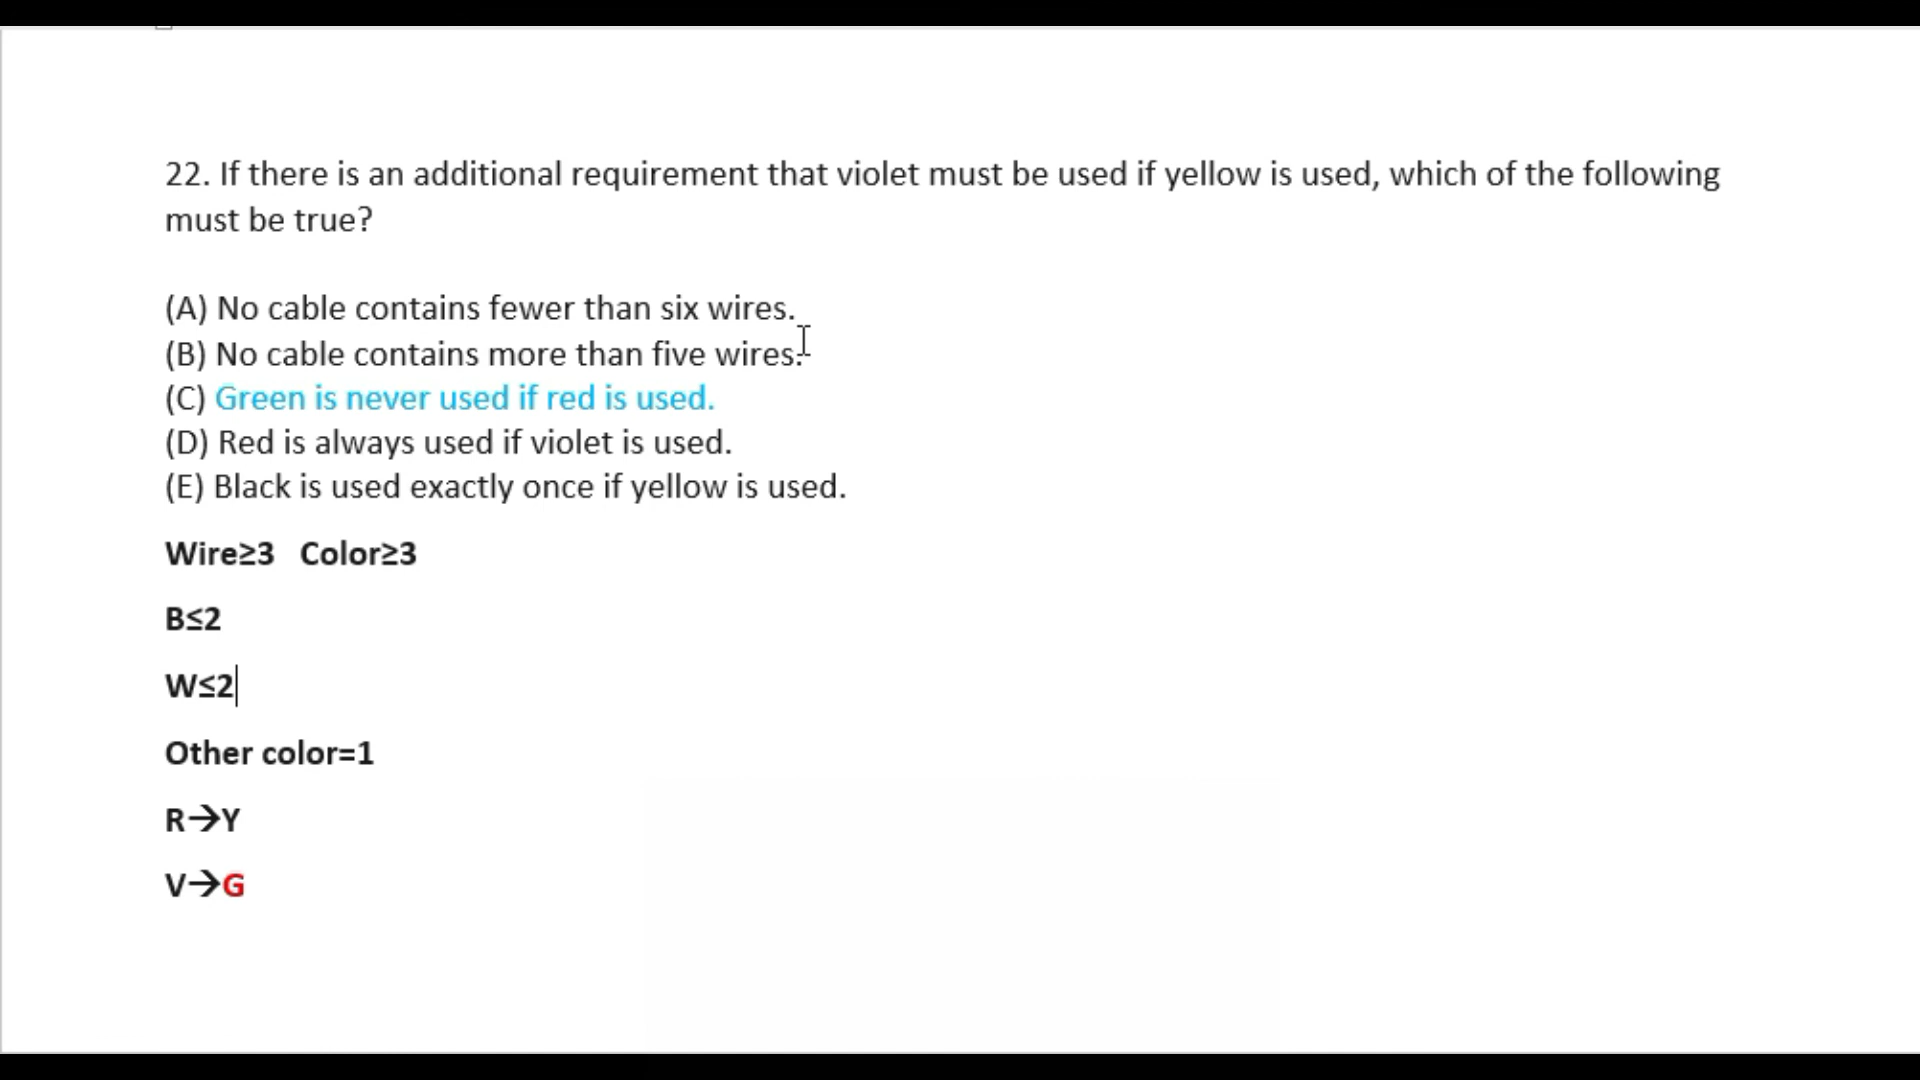 22. If there is an additional requirement that violet must be used if yellow is used, which of the following
must be true?
(A) No cable contains fewer than six wires.
(B) No cable contains more than five wires.
(C) Green is never used if red is used.
(D) Red is always used if violet is used.
(E) Black is used exactly once if yellow is used.
Wire≥3 Color≥3
B≤2
W≤2
Other color=1
R→Y
V→G